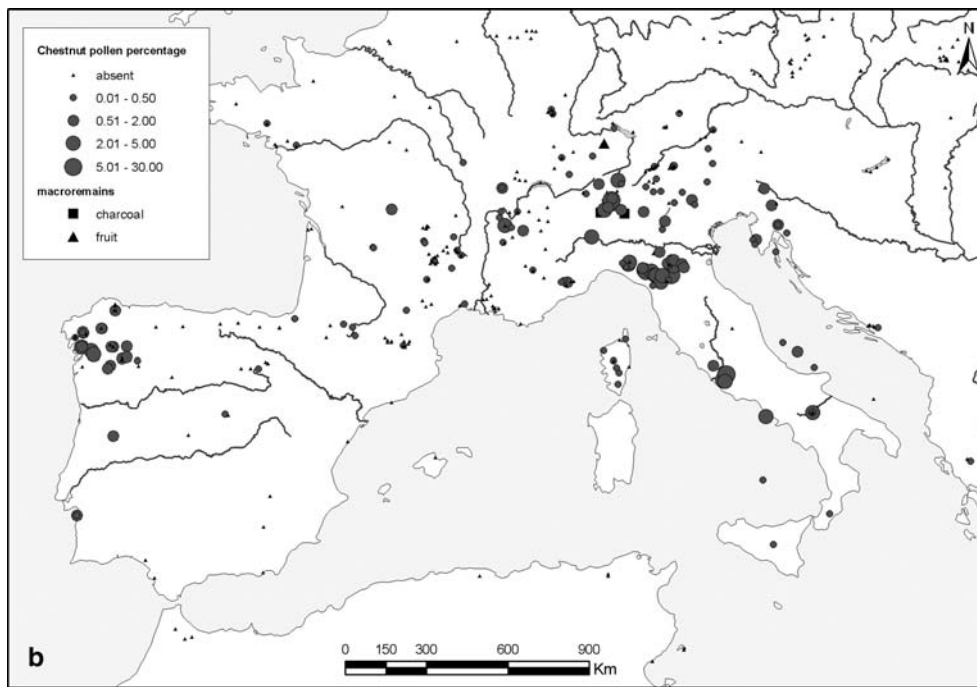 Chestnut pollen percentage
absent
0.01 - 0.50
0.51 - 2.00
2.01 - 5.00
5.01 - 30.00
macroremains
charcoal
fruit
N
b
0 150 300 600 900
Km